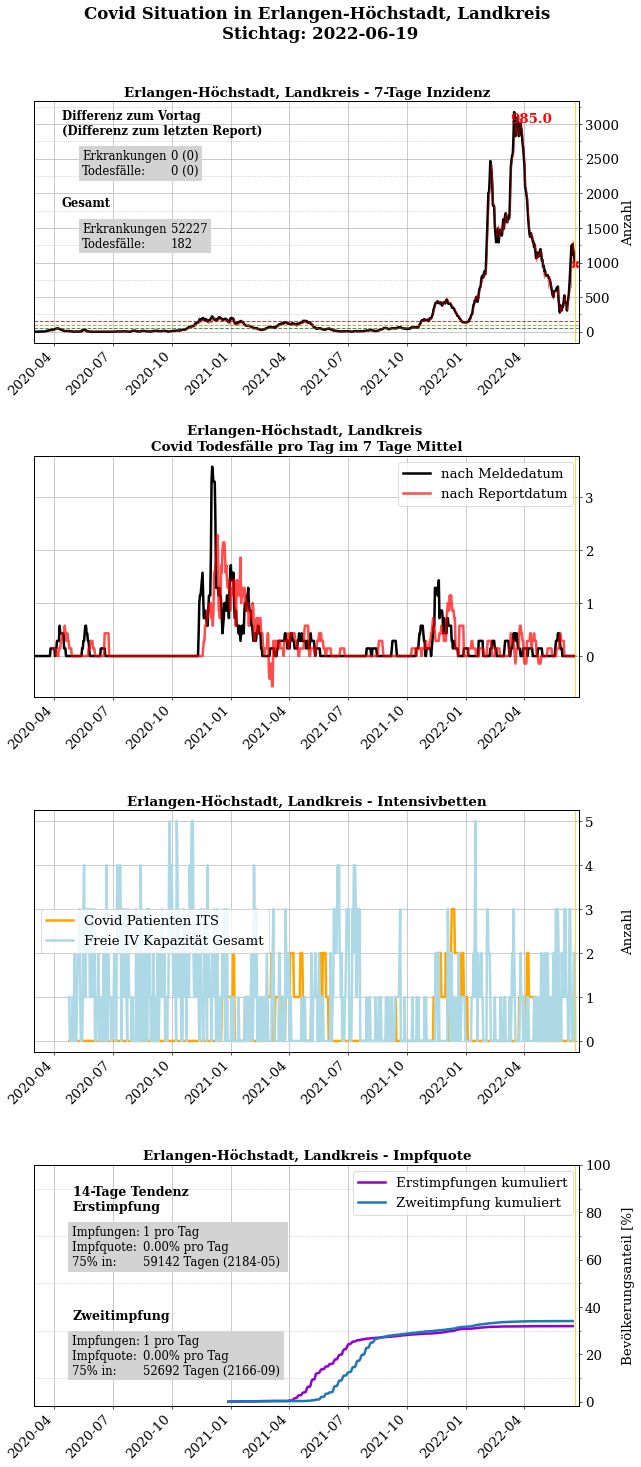 Covid Situation in Erlangen-Höchstadt, Landkreis
Stichtag: 2022-06-19
Erlangen-Höchstadt, Landkreis - 7-Tage Inzidenz
Differenz zum Vortag
(Differenz zum letzten Report)
Erkrankungen 0 (0)
Todesfälle: 0 (0)
Gesamt
Erkrankungen 52227
Todesfälle: 182
985.0
3000
2500
2000
1500
1000
500
0
Anzahl
2020-04
2020-07
2020-10
2021-01
2021-04
2021-07
2021-10
2022-01
2022-04
Erlangen-Höchstadt, Landkreis
Covid Todesfälle pro Tag im 7 Tage Mittel
nach Meldedatum
nach Reportdatum
3
2
1
0
2020-04
2020-07
2020-10
2021-01
2021-04
2021-07
2021-10
2022-01
2022-04
Erlangen-Höchstadt, Landkreis - Intensivbetten
Covid Patienten ITS
Freie IV Kapazität Gesamt
5
4
3
2
1
0
Anzahl
2020-04
2020-07
2020-10
2021-01
2021-04
2021-07
2021-10
2022-01
2022-04
Erlangen-Höchstadt, Landkreis - Impfquote
14-Tage Tendenz
Erstimpfung
Impfungen: 1 pro Tag
Impfquote: 0.00% pro Tag
75% in: 59142 Tagen (2184-05)
Zweitimpfung
Impfungen: 1 pro Tag
Impfquote: 0.00% pro Tag
75% in: 52692 Tagen (2166-09)
Erstimpfungen kumuliert
Zweitimpfung kumuliert
100
80
60
40
20
0
Bevölkerungsanteil [%]
2020-04
2020-07
2020-10
2021-01
2021-04
2021-07
2021-10
2022-01
2022-04